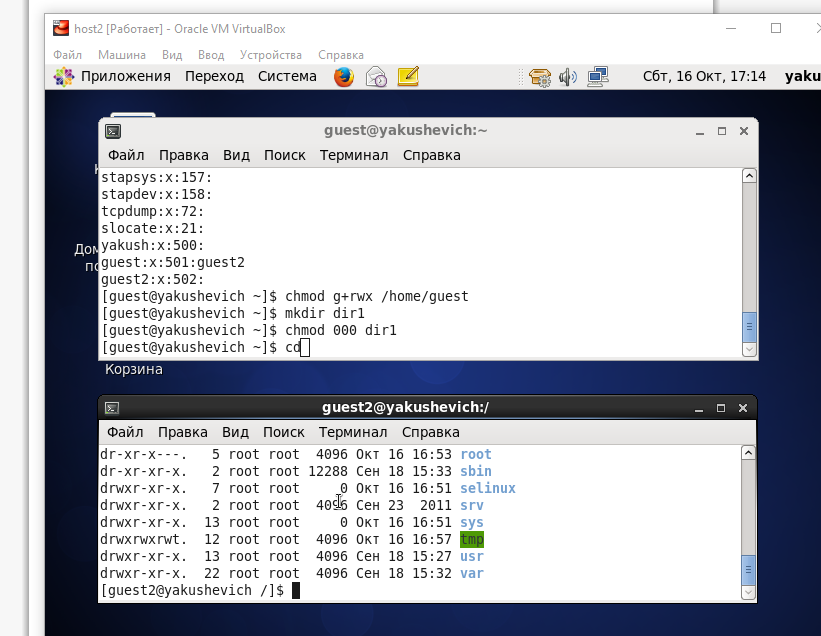 host2 [Работает] - Oracle VM VirtualBox
Файл Машина Вид Ввод Устройства Справка
Приложения Переход Система Сбт, 16 Окт, 17:14 yaku
guest@yakushevich:~
Файл Правка Вид Поиск Терминал Справка
stapsys:x:157:
stapdev:x:158:
tcpdump:x:72:
slocate:x:21:
yakush:x:500:
guest:x:501:guest2
guest2:x:502:
[guest@yakushevich ~]$ chmod g+rwx /home/guest
[guest@yakushevich ~]$ mkdir dir1
[guest@yakushevich ~]$ chmod 000 dir1
[guest@yakushevich ~]$ cd
Дом
по
Корзина
guest2@yakushevich:/
Файл Правка Вид Поиск Терминал Справка
dr-xr-x---. 5 root root 4096 Окт 16 16:53 root
dr-xr-xr-x. 2 root root 12288 Сен 18 15:33 sbin
drwxr-xr-x. 7 root root 0 Окт 16 16:51 selinux
drwxr-xr-x. 2 root root 4096 Сен 23 2011 srv
drwxr-xr-x. 13 root root 0 Окт 16 16:51 sys
drwxrwxrwt. 12 root root 4096 Окт 16 16:57 tmp
drwxr-xr-x. 13 root root 4096 Сен 18 15:27 usr
drwxr-xr-x. 22 root root 4096 Сен 18 15:32 var
[guest2@yakushevich /]$